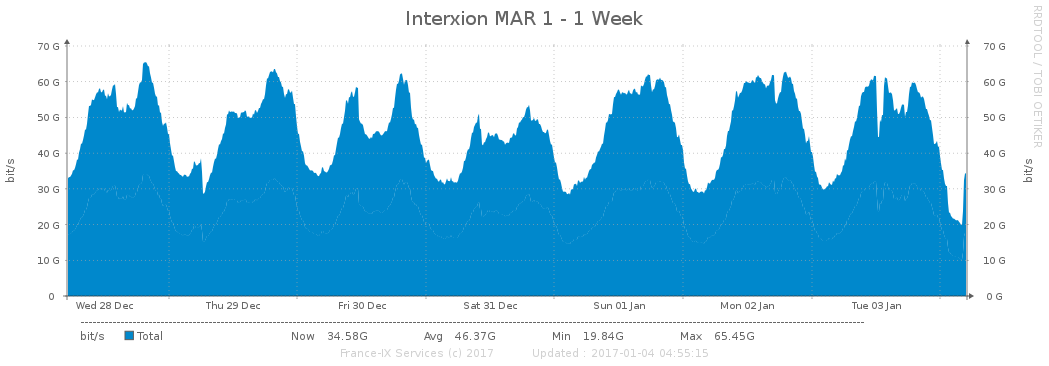 Interxion MAR 1 - 1 Week
RRDTOOL / TOBI OETIKER
70 G 70 G
60 G 60 G
50 G 50 G
40 G 40 G
30 G 30 G
20 G 20 G
10 G 10 G
0 0 G
bit/s bit/s
Wed 28 Dec Thu 29 Dec Fri 30 Dec Sat 31 Dec Sun 01 Jan Mon 02 Jan Tue 03 Jan
bit/s Total Now 34.58G Avg 46.37G Min 19.84G Max 65.45G
France-IX Services (c) 2017 Updated : 2017-01-04 04:55:15